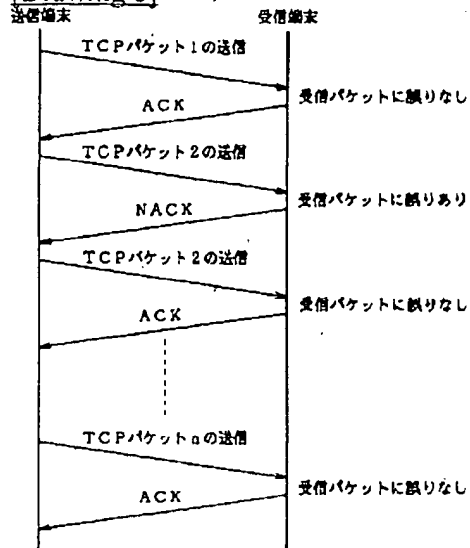 [Drawing 3]
送信端末 受信端末
TCPパケット1の送信
受信パケットに誤りなし
ACK
TCPパケット2の送信
受信パケットに誤りあり
NACK
TCPパケット2の送信
受信パケットに誤りなし
ACK
TCPパケットnの送信
受信パケットに誤りなし
ACK